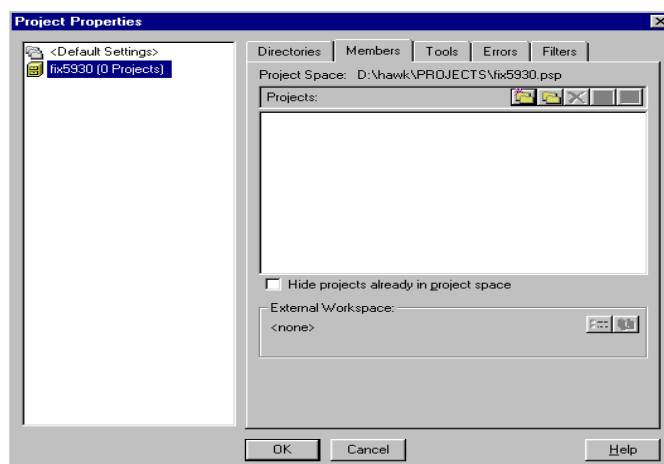 Project Properties
<Default Settings>
fix5930 (0 Projects)
Directories
Members
Tools
Errors
Filters
Project Space: D:\hawk\PROJECTS\fix5930.psp
Projects:
Hide projects already in project space
External Workspace:
<none>
OK
Cancel
Help